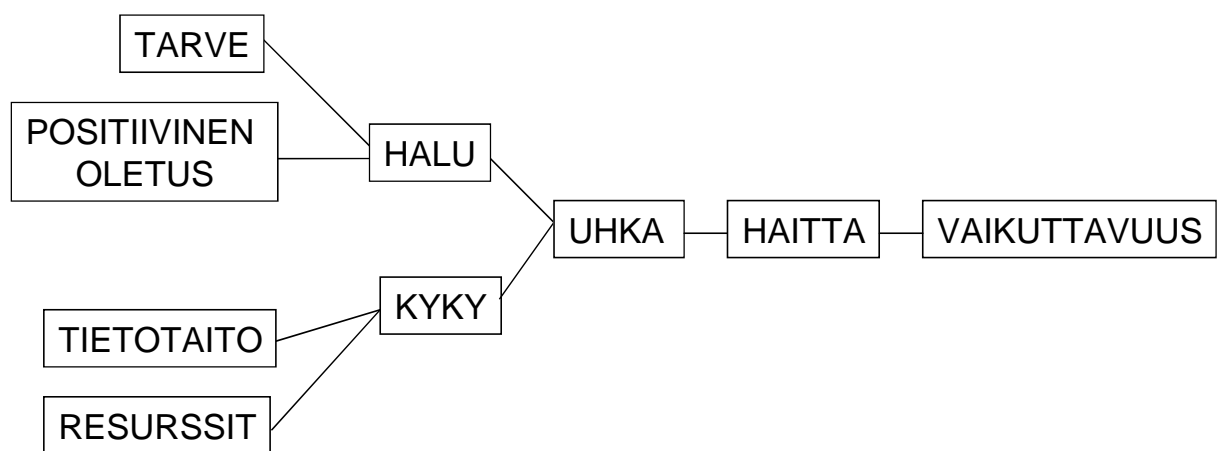 TARVE
POSITIIVINEN
OLETUS
HALU
UHKA
HAITTA
VAIKUTTAVUUS
KYKY
TIETOTAITO
RESURSSIT